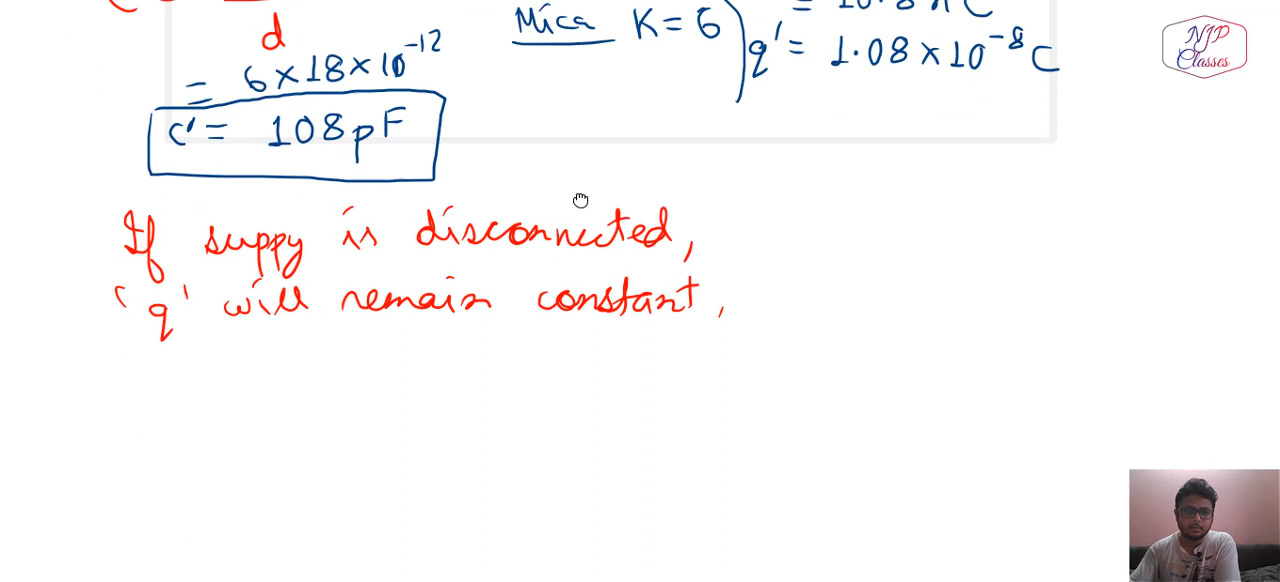 d
= 6 × 18 × 10⁻¹²
c' = 108 pF
Mica K = 6
q' = 1.08 × 10⁻⁸ C
NJP
Classes
If suppy is disconnected,
'q' will remain constant,